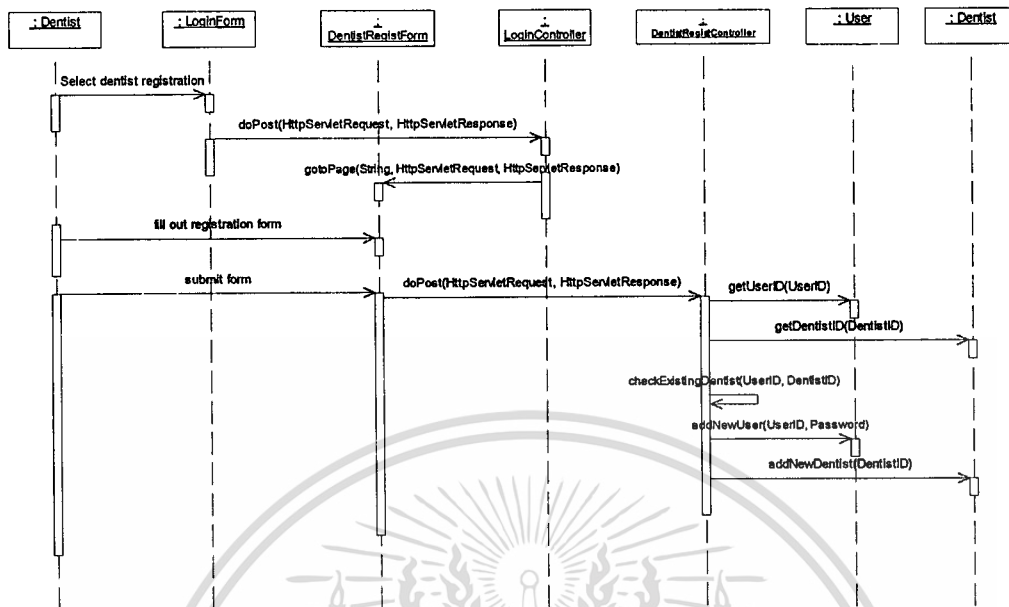 : Dentist
: LoginForm
:
DentistRegistForm
:
LoginController
:
DentistRegistController
: User
: Dentist
Select dentist registration
doPost(HttpServletRequest, HttpServletResponse)
gotoPage(String, HttpServletRequest, HttpServletResponse)
fill out registration form
submit form
doPost(HttpServletRequest, HttpServletResponse)
getUserID(UserID)
getDentistID(DentistID)
checkExistingDentist(UserID, DentistID)
addNewUser(UserID, Password)
addNewDentist(DentistID)